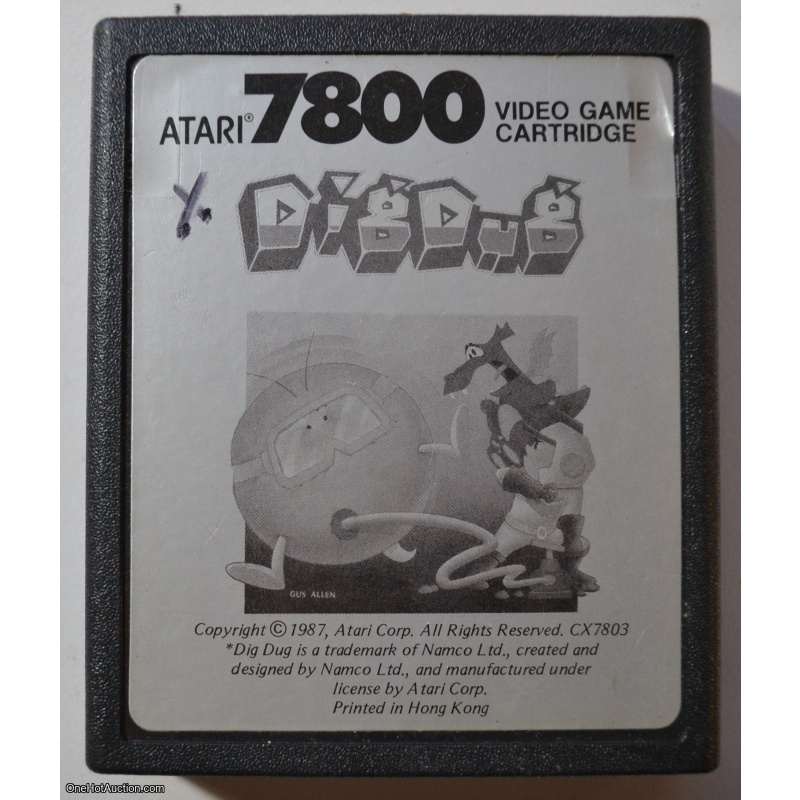 ATARI® 7800 VIDEO GAME
CARTRIDGE
DigDug
GUS ALLEN
Copyright © 1987, Atari Corp. All Rights Reserved. CX7803
*Dig Dug is a trademark of Namco Ltd., created and
designed by Namco Ltd., and manufactured under
license by Atari Corp.
Printed in Hong Kong
OneHotAuction.com